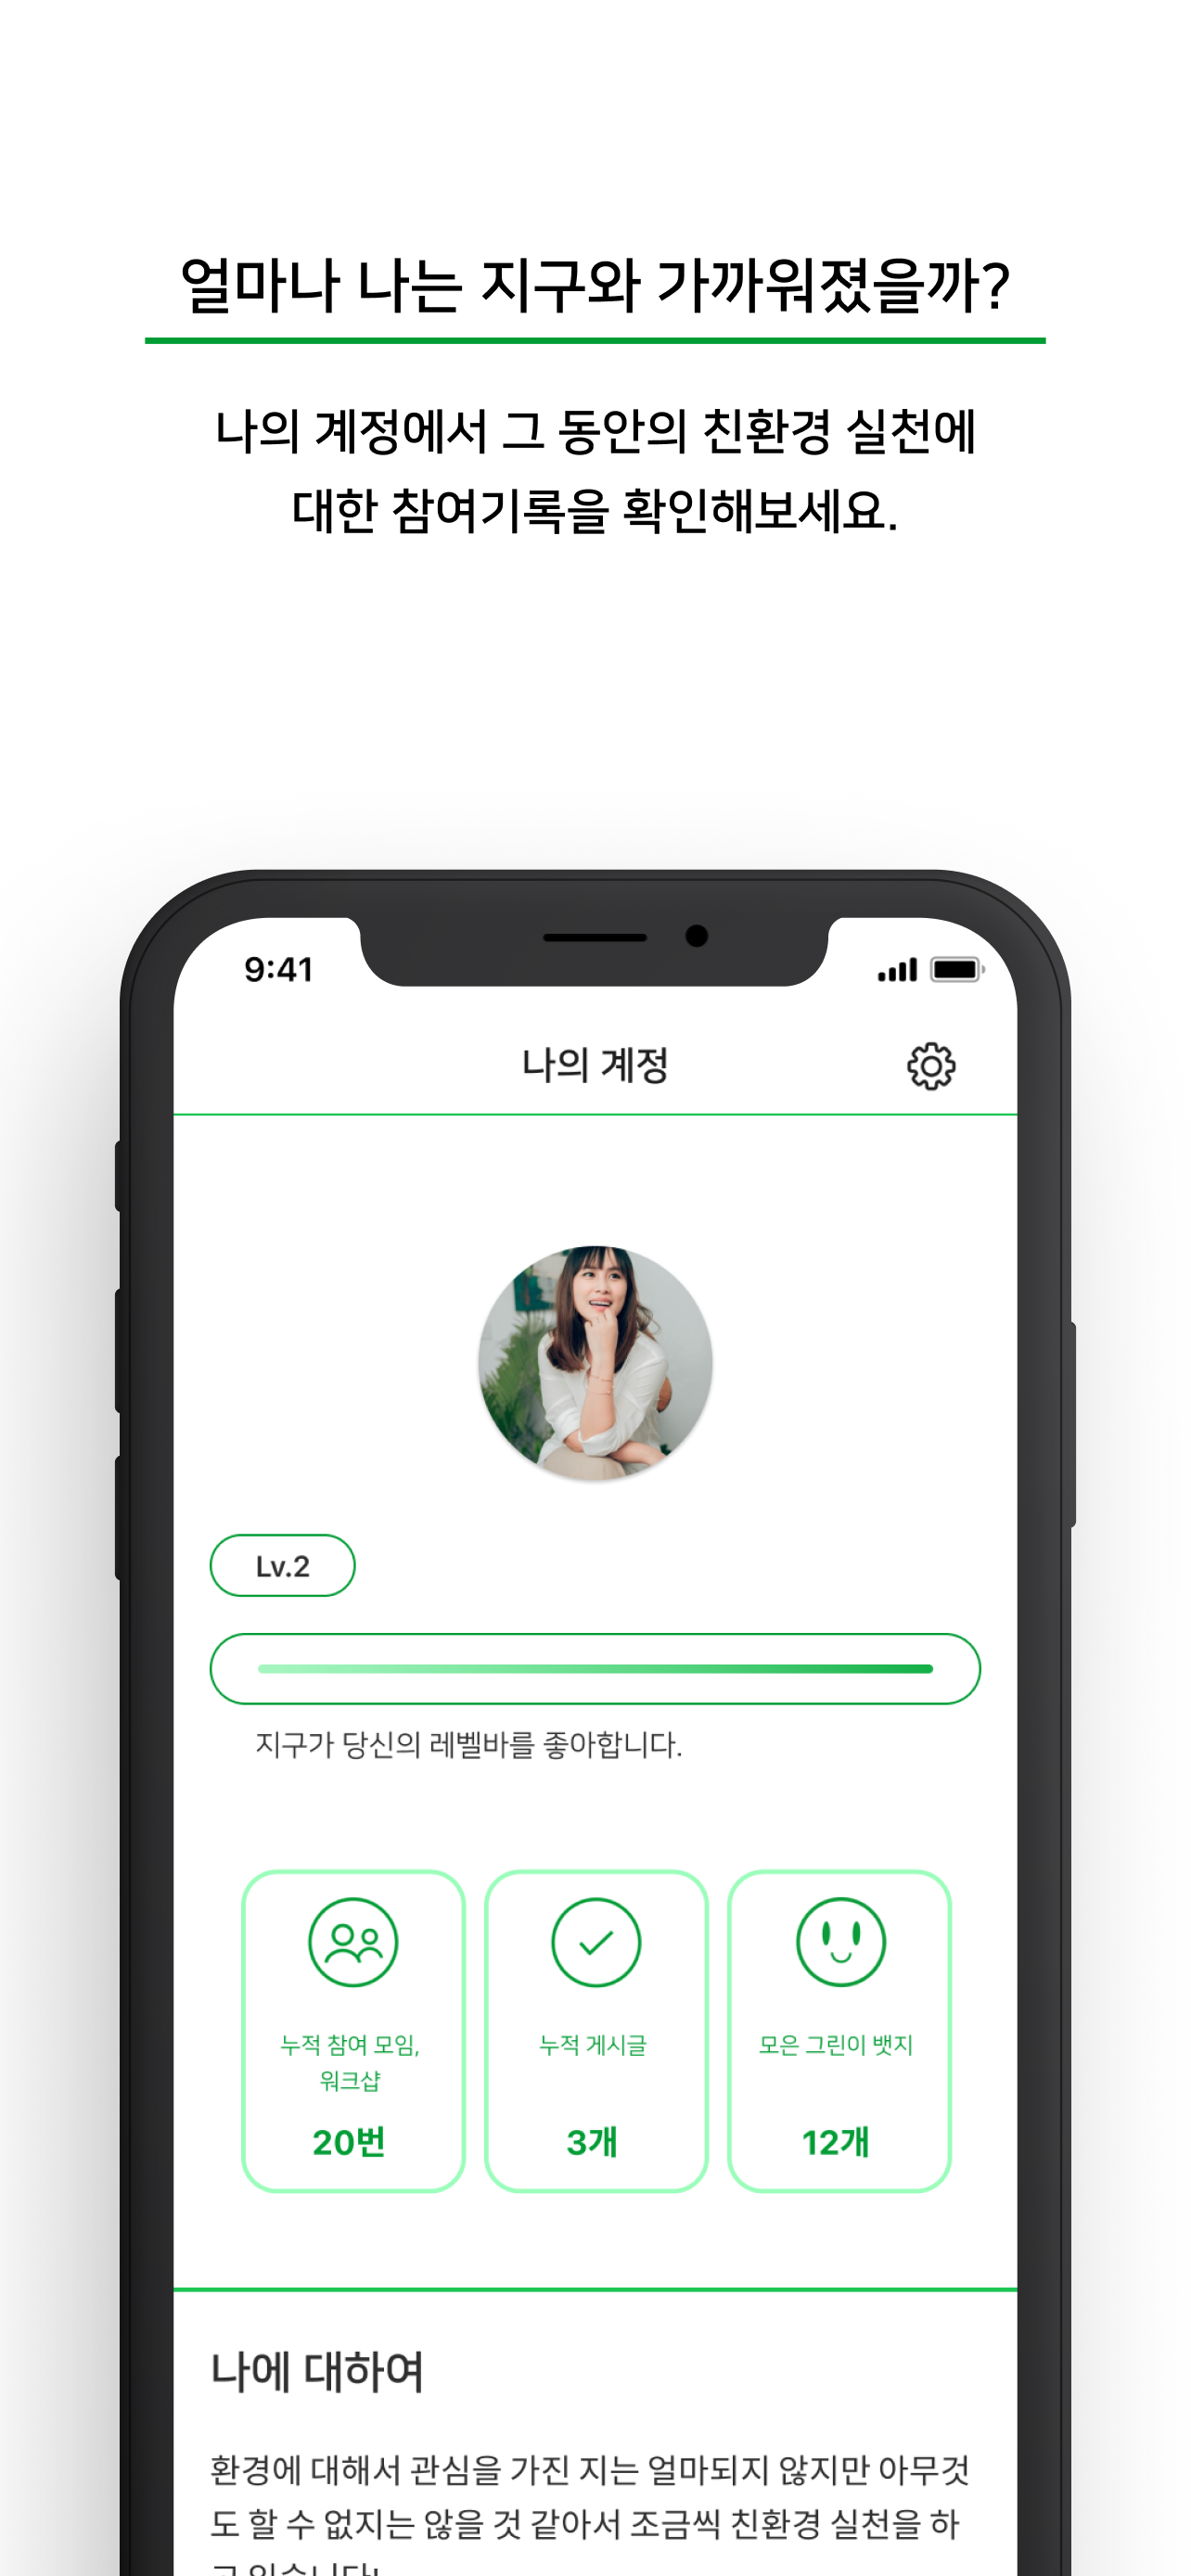 얼마나 나는 지구와 가까워졌을까?
나의 계정에서 그 동안의 친환경 실천에
대한 참여기록을 확인해보세요.
9:41
나의 계정
Lv.2
지구가 당신의 레벨바를 좋아합니다.
누적 참여 모임,
워크샵
20번
누적 게시글
3개
모은 그린이 뱃지
12개
나에 대하여
환경에 대해서 관심을 가진 지는 얼마되지 않지만 아무것
도 할 수 없지는 않을 것 같아서 조금씩 친환경 실천을 하